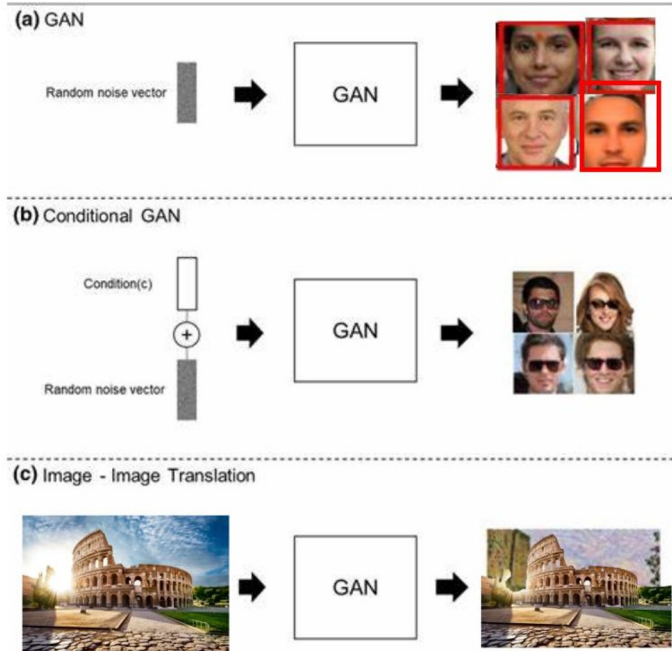 (a) GAN
Random noise vector
GAN
(b) Conditional GAN
Condition(c)
+
Random noise vector
GAN
(c) Image - Image Translation
GAN